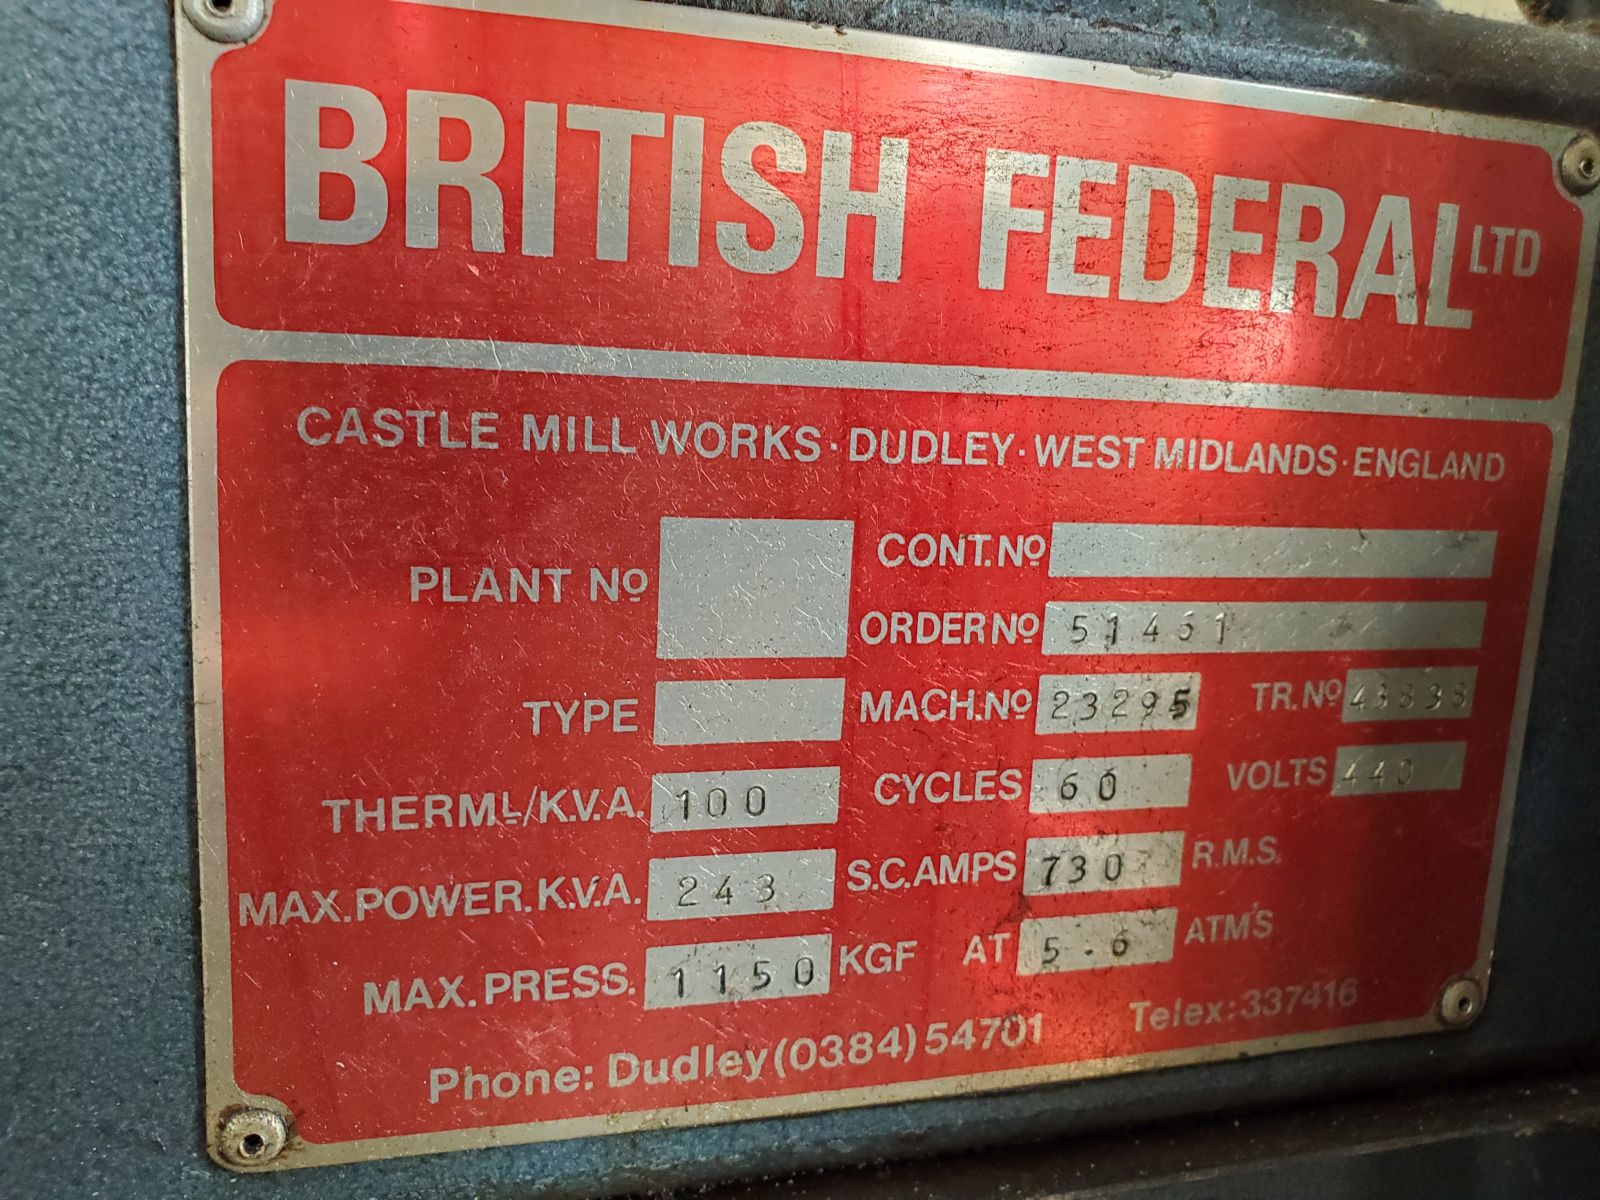 BRITISH FEDERAL LTD
CASTLE MILL WORKS · DUDLEY · WEST MIDLANDS · ENGLAND
PLANT Nº
CONT. Nº
ORDER Nº 51461
TYPE
MACH. Nº 23295 TR. Nº 43838
THERML/K.V.A. 100 CYCLES 60 VOLTS 440
MAX. POWER. K.V.A. 243 S.C. AMPS 730 R.M.S.
MAX. PRESS. 1150 KGF AT 5.6 ATM'S
Phone: Dudley (0384) 54701 Telex: 337416